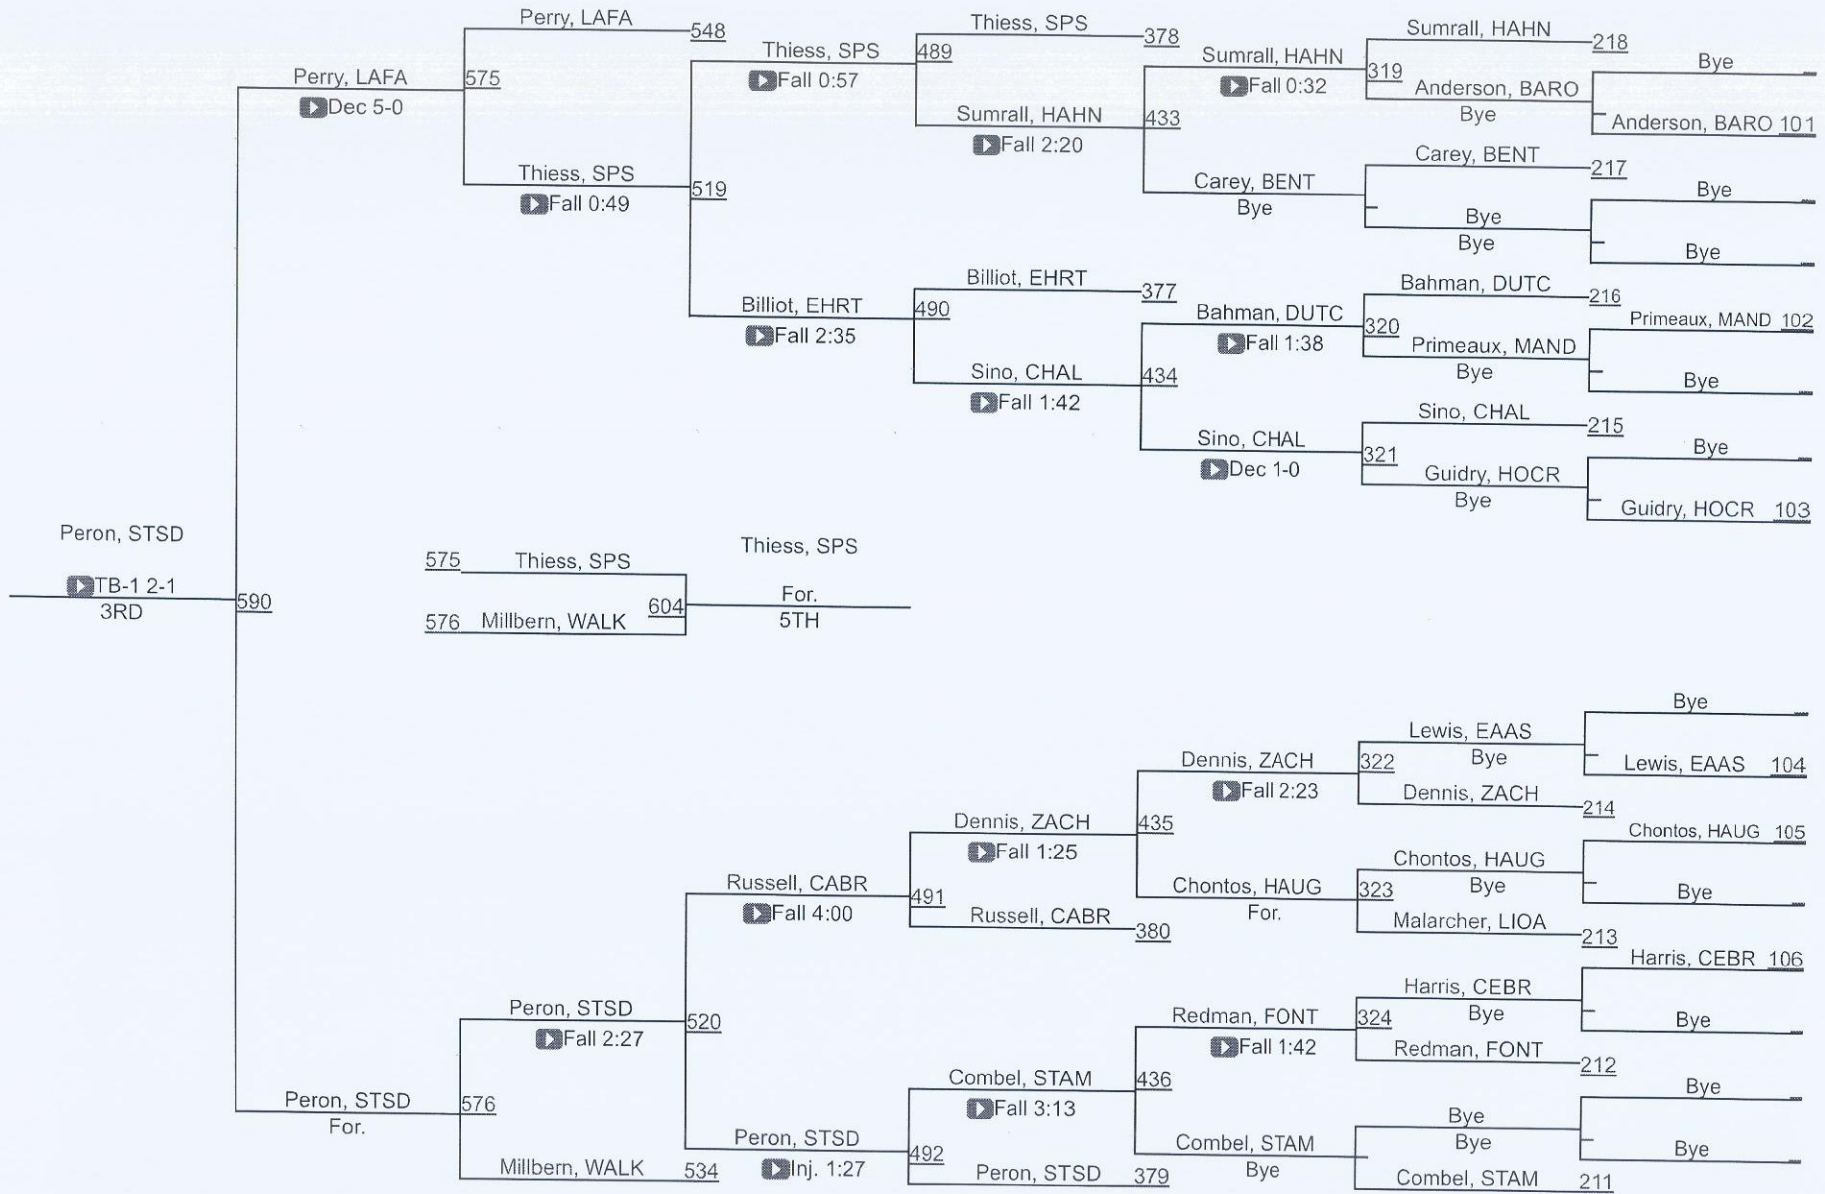 Perry, LAFA
548
Perry, LAFA
575
Dec 5-0
Thiess, SPS
Fall 0:49
519
Thiess, SPS
489
Fall 0:57
Thiess, SPS
378
Sumrall, HAHN
433
Fall 2:20
Sumrall, HAHN
319
Fall 0:32
Sumrall, HAHN
218
Anderson, BARO
Bye
Bye
Anderson, BARO 101
Carey, BENT
Bye
Carey, BENT
217
Bye
Bye
Bye
Bye
Billiot, EHRT
490
Fall 2:35
Billiot, EHRT
377
Sino, CHAL
434
Fall 1:42
Bahman, DUTC
320
Fall 1:38
Bahman, DUTC
216
Primeaux, MAND
Bye
Primeaux, MAND 102
Bye
Sino, CHAL
321
Dec 1-0
Sino, CHAL
215
Guidry, HOCR
Bye
Bye
Guidry, HOCR 103
Peron, STSD
TB-1 2-1
3RD
590
575 Thiess, SPS
576 Millbern, WALK
604
Thiess, SPS
For.
5TH
Peron, STSD
For.
576
Peron, STSD
Fall 2:27
520
Millbern, WALK 534
Russell, CABR
491
Fall 4:00
Dennis, ZACH
435
Fall 1:25
Russell, CABR
380
Dennis, ZACH
322
Fall 2:23
Lewis, EAAS
Bye
Bye
Lewis, EAAS 104
Dennis, ZACH
214
Chontos, HAUG
323
For.
Chontos, HAUG
Bye
Chontos, HAUG 105
Bye
Malarcher, LIOA
213
Peron, STSD
492
Inj. 1:27
Combel, STAM
436
Fall 3:13
Peron, STSD 379
Redman, FONT
324
Fall 1:42
Harris, CEBR
Bye
Harris, CEBR 106
Bye
Redman, FONT
212
Combel, STAM
Bye
Bye
Bye
Bye
Bye
Combel, STAM 211